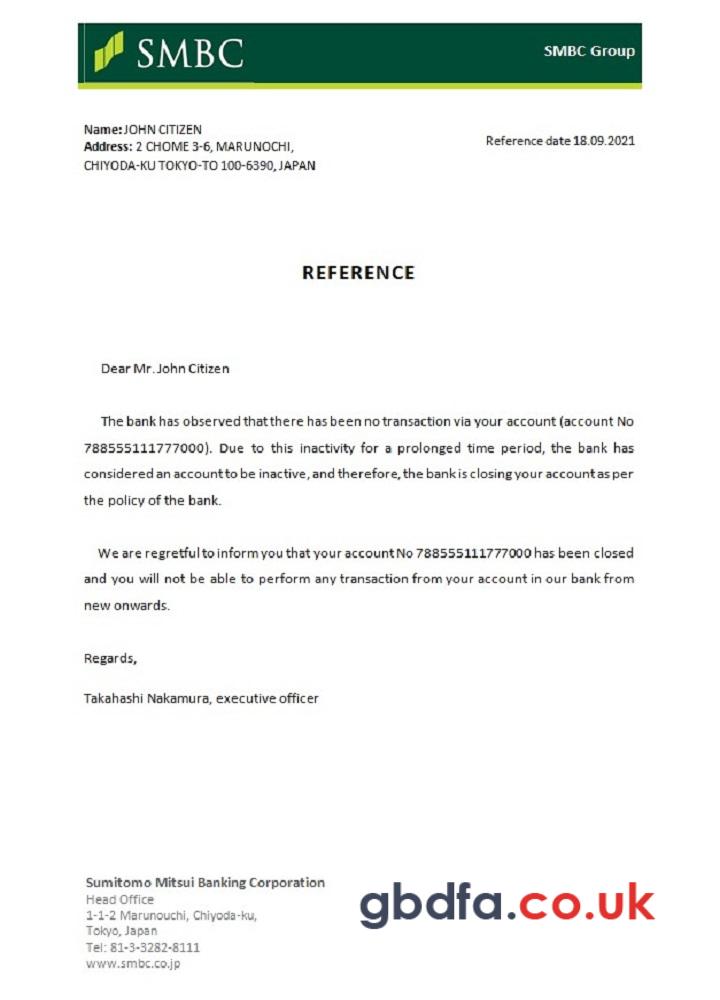 SMBC
SMBC Group
Name: JOHN CITIZEN
Address: 2 CHOME 3-6, MARUNOCHI,
CHIYODA-KU TOKYO-TO 100-6390, JAPAN
Reference date 18.09.2021
REFERENCE
Dear Mr. John Citizen
The bank has observed that there has been no transaction via your account (account No
788555111777000). Due to this inactivity for a prolonged time period, the bank has
considered an account to be inactive, and therefore, the bank is closing your account as per
the policy of the bank.
We are regretful to inform you that your account No 788555111777000 has been closed
and you will not be able to perform any transaction from your account in our bank from
new onwards.
Regards,
Takahashi Nakamura, executive officer
Sumitomo Mitsui Banking Corporation
Head Office
1-1-2 Marunouchi, Chiyoda-ku,
Tokyo, Japan
Tel: 81-3-3282-8111
www.smbc.co.jp
gbdfa.co.uk